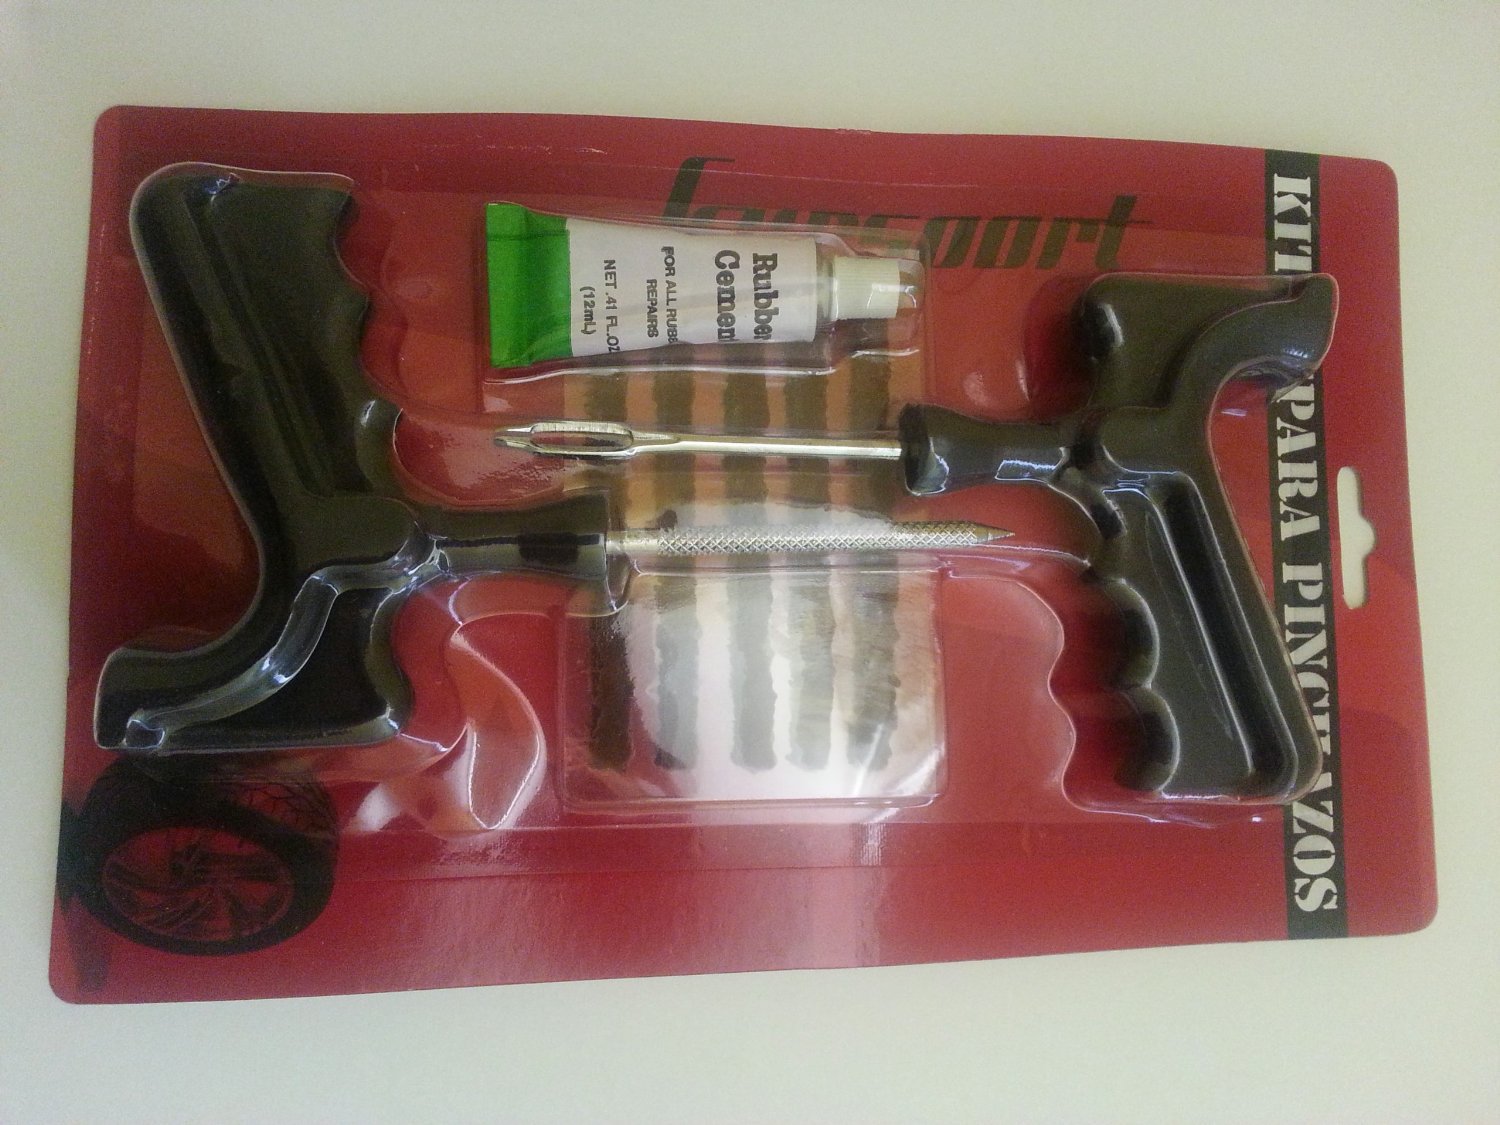 KIT PARA PINCHAZOS
Rubber
Cement
FOR ALL RUBB
REPAIRS
NET .41 FL.OZ
(12mL)